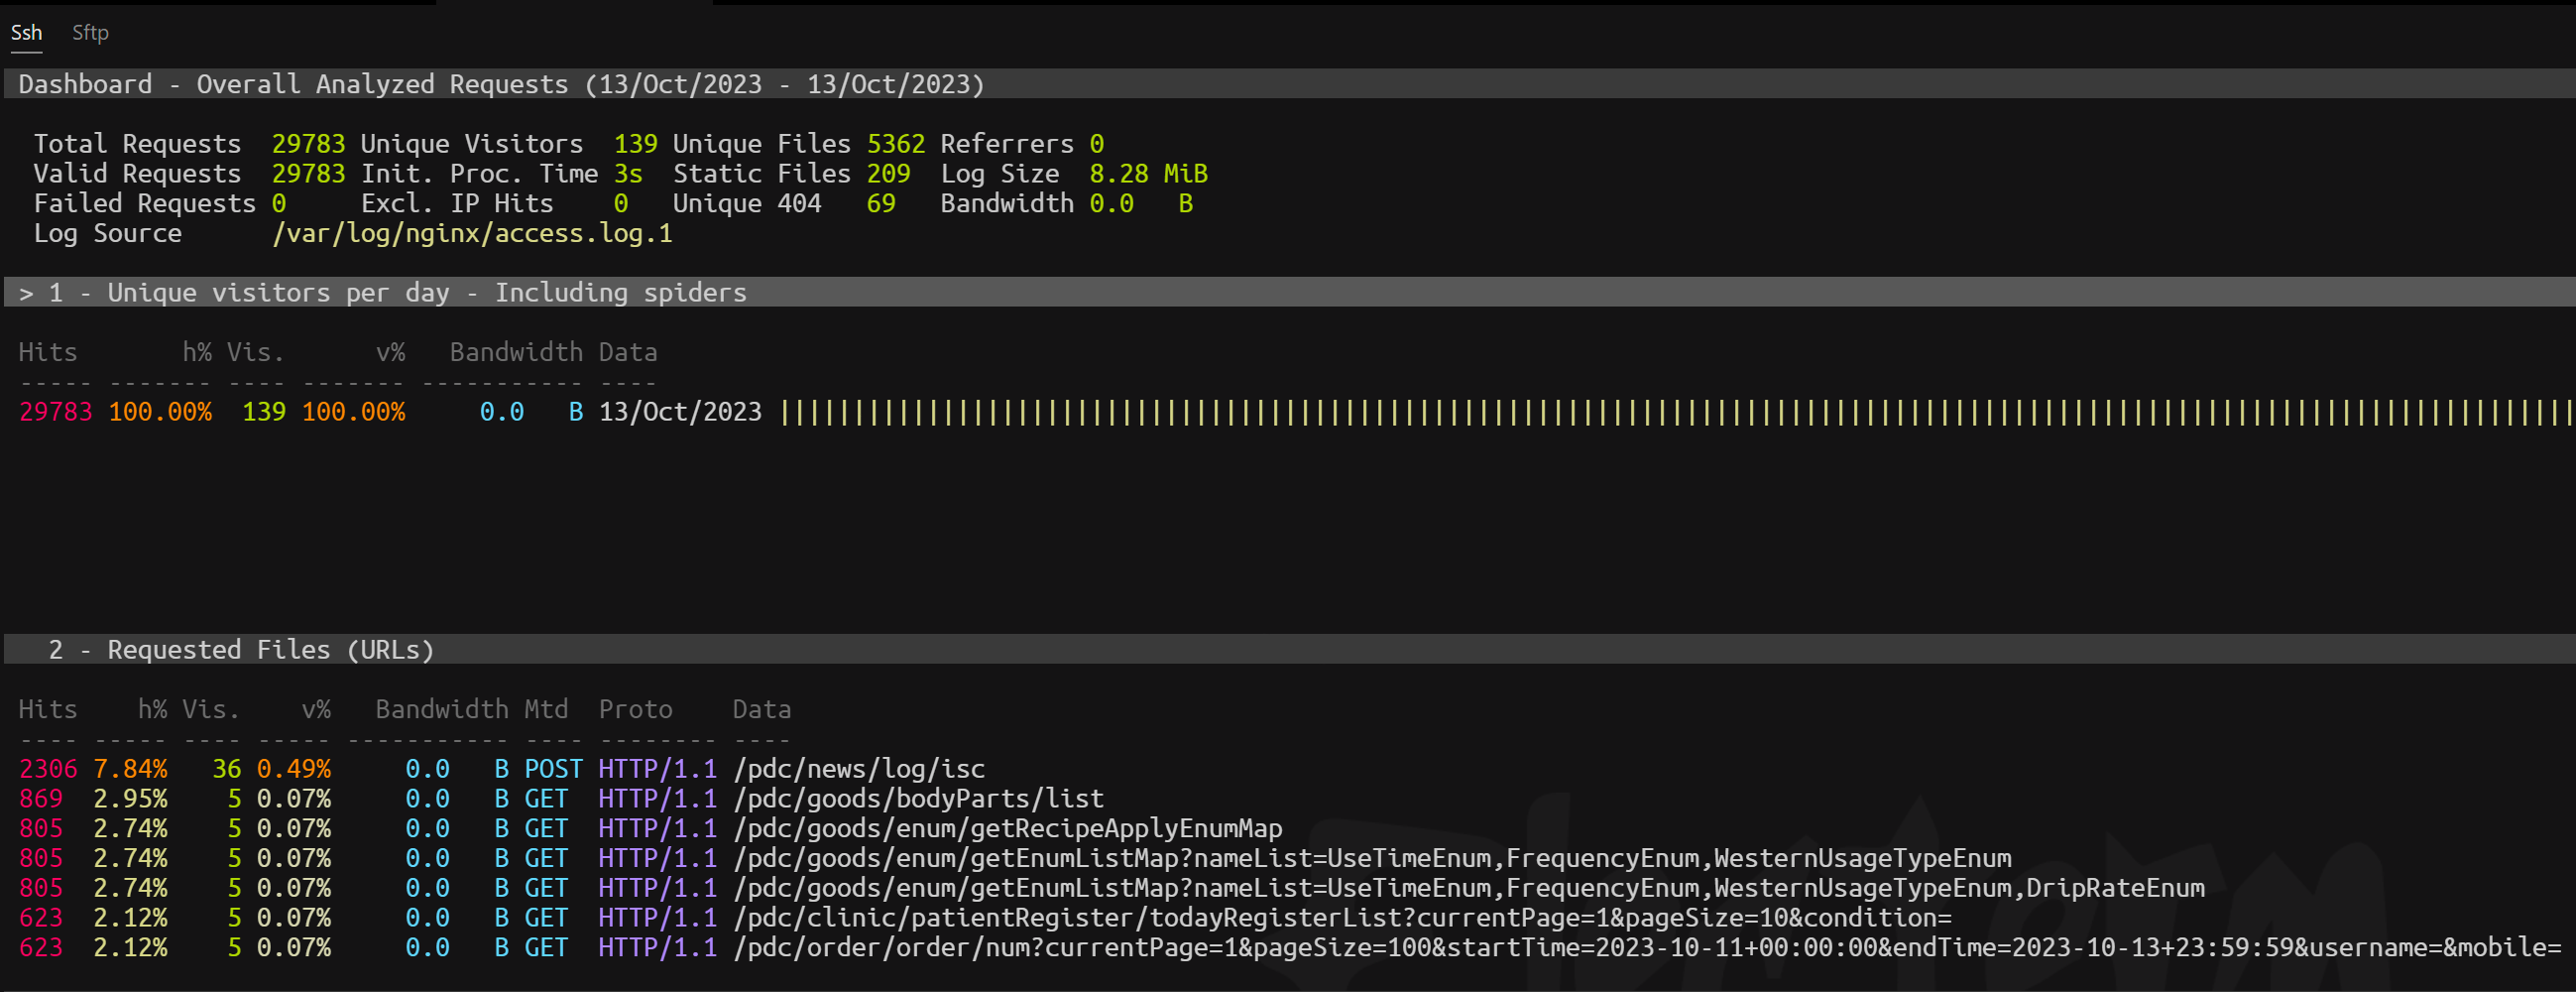 Ssh Sftp
Dashboard - Overall Analyzed Requests (13/Oct/2023 - 13/Oct/2023)
Total Requests 29783 Unique Visitors 139 Unique Files 5362 Referrers 0
Valid Requests 29783 Init. Proc. Time 3s Static Files 209 Log Size 8.28 MiB
Failed Requests 0 Excl. IP Hits 0 Unique 404 69 Bandwidth 0.0 B
Log Source /var/log/nginx/access.log.1
> 1 - Unique visitors per day - Including spiders
Hits h% Vis. v% Bandwidth Data
----- ------- ---- ------- ----------- ----
29783 100.00% 139 100.00% 0.0 B 13/Oct/2023
2 - Requested Files (URLs)
Hits h% Vis. v% Bandwidth Mtd Proto Data
---- ----- ---- ----- ----------- ---- -------- ----
2306 7.84% 36 0.49% 0.0 B POST HTTP/1.1 /pdc/news/log/isc
869 2.95% 5 0.07% 0.0 B GET HTTP/1.1 /pdc/goods/bodyParts/list
805 2.74% 5 0.07% 0.0 B GET HTTP/1.1 /pdc/goods/enum/getRecipeApplyEnumMap
805 2.74% 5 0.07% 0.0 B GET HTTP/1.1 /pdc/goods/enum/getEnumListMap?nameList=UseTimeEnum,FrequencyEnum,WesternUsageTypeEnum
805 2.74% 5 0.07% 0.0 B GET HTTP/1.1 /pdc/goods/enum/getEnumListMap?nameList=UseTimeEnum,FrequencyEnum,WesternUsageTypeEnum,DripRateEnum
623 2.12% 5 0.07% 0.0 B GET HTTP/1.1 /pdc/clinic/patientRegister/todayRegisterList?currentPage=1&pageSize=10&condition=
623 2.12% 5 0.07% 0.0 B GET HTTP/1.1 /pdc/order/order/num?currentPage=1&pageSize=100&startTime=2023-10-11+00:00:00&endTime=2023-10-13+23:59:59&username=&mobile=